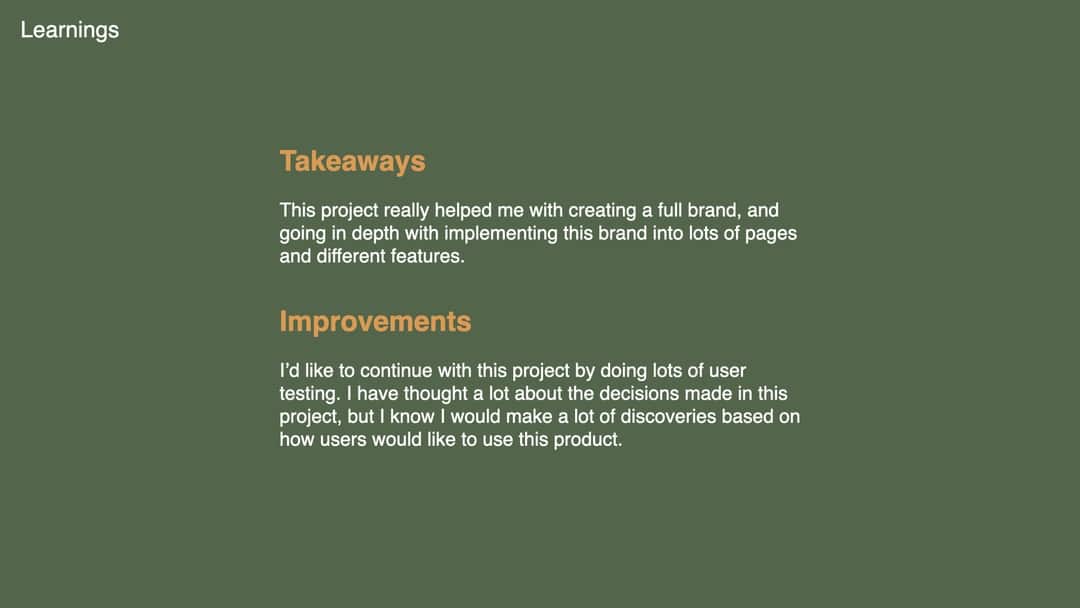 Learnings
Takeaways
This project really helped me with creating a full brand, and
going in depth with implementing this brand into lots of pages
and different features.
Improvements
I’d like to continue with this project by doing lots of user
testing. I have thought a lot about the decisions made in this
project, but I know I would make a lot of discoveries based on
how users would like to use this product.